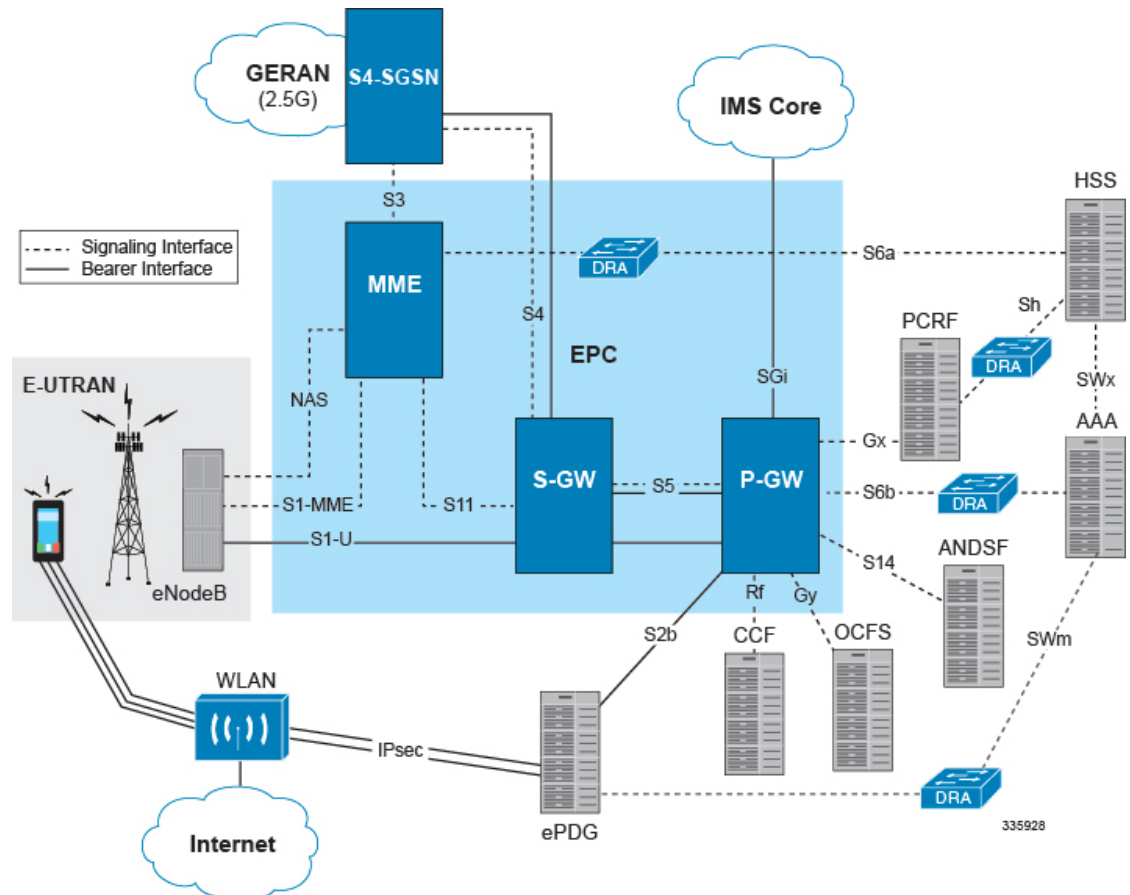 GERAN
(2.5G)
S4-SGSN
IMS Core
HSS
S3
Signaling Interface
Bearer Interface
MME
DRA
S6a
Sh
PCRF
S4
EPC
DRA
E-UTRAN
NAS
SGi
SWx
AAA
Gx
S-GW
S5
P-GW
S6b
DRA
S1-MME
S11
S1-U
S14
ANDSF
eNodeB
Rf
Gy
S2b
CCF
OCFS
SWm
WLAN
IPsec
DRA
ePDG
335928
Internet